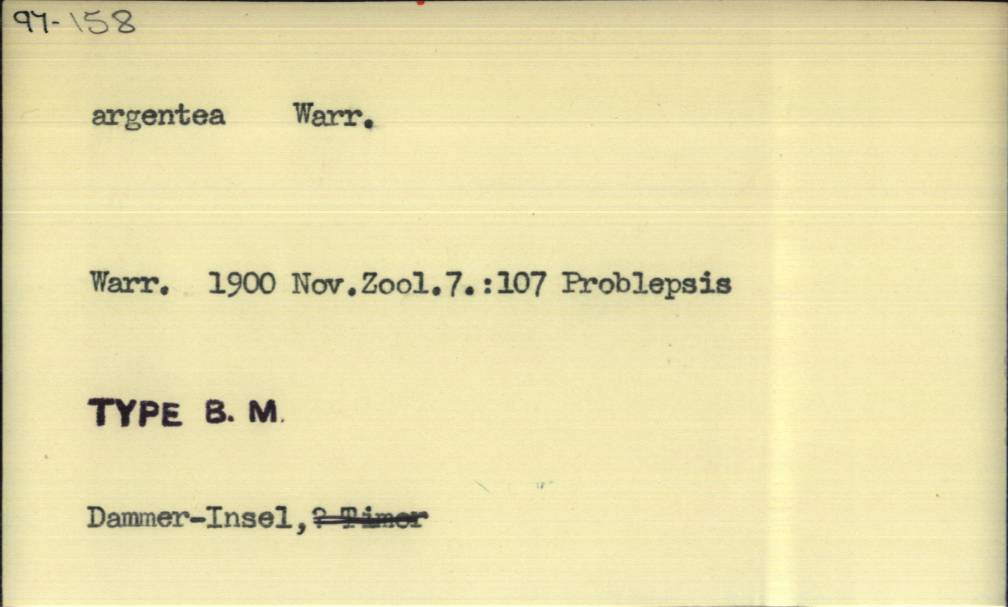 97-158
argentea Warr.
Warr. 1900 Nov.Zool.7.:107 Problepsis
TYPE B. M.
Dammer-Insel,? Timor